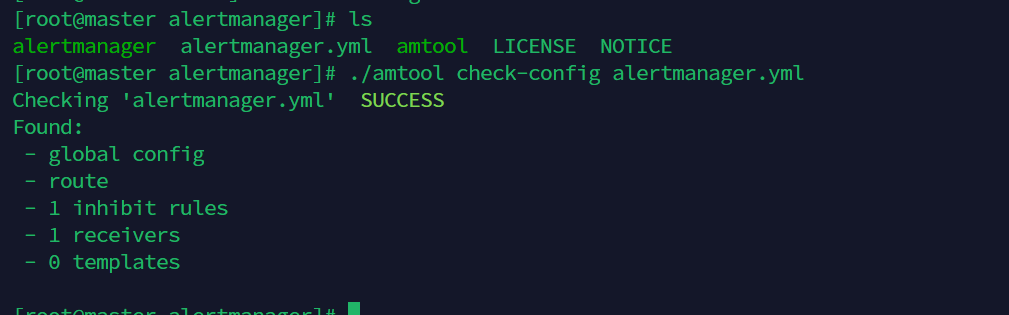 [root@master alertmanager]# ls
alertmanager  alertmanager.yml  amtool  LICENSE  NOTICE
[root@master alertmanager]# ./amtool check-config alertmanager.yml
Checking 'alertmanager.yml'  SUCCESS
Found:
 - global config
 - route
 - 1 inhibit rules
 - 1 receivers
 - 0 templates
[root@master alertmanager]#